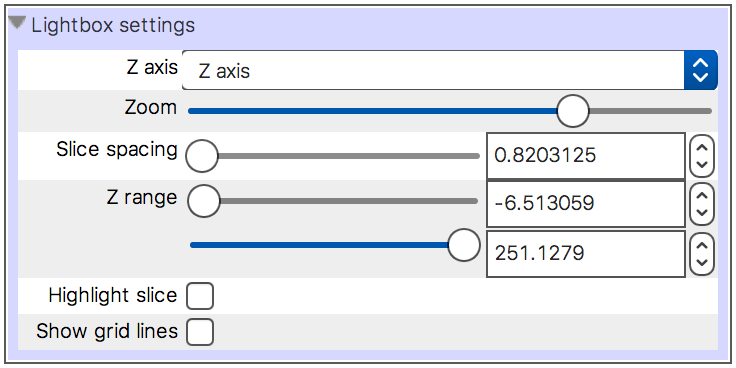 Lightbox settings
Z axis Z axis
Zoom
Slice spacing 0.8203125
Z range -6.513059
251.1279
Highlight slice
Show grid lines